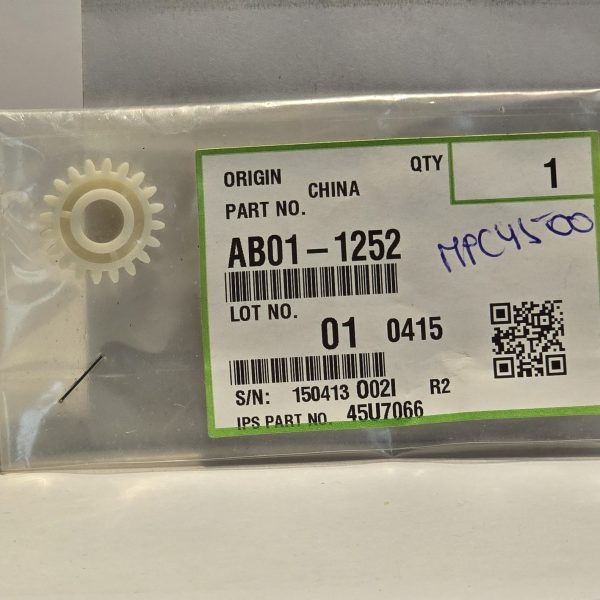 ORIGIN CHINA QTY 1
PART NO.
AB01-1252
MPC4500
LOT NO.
01 0415
S/N: 150413 002I R2
IPS PART NO. 45U7066